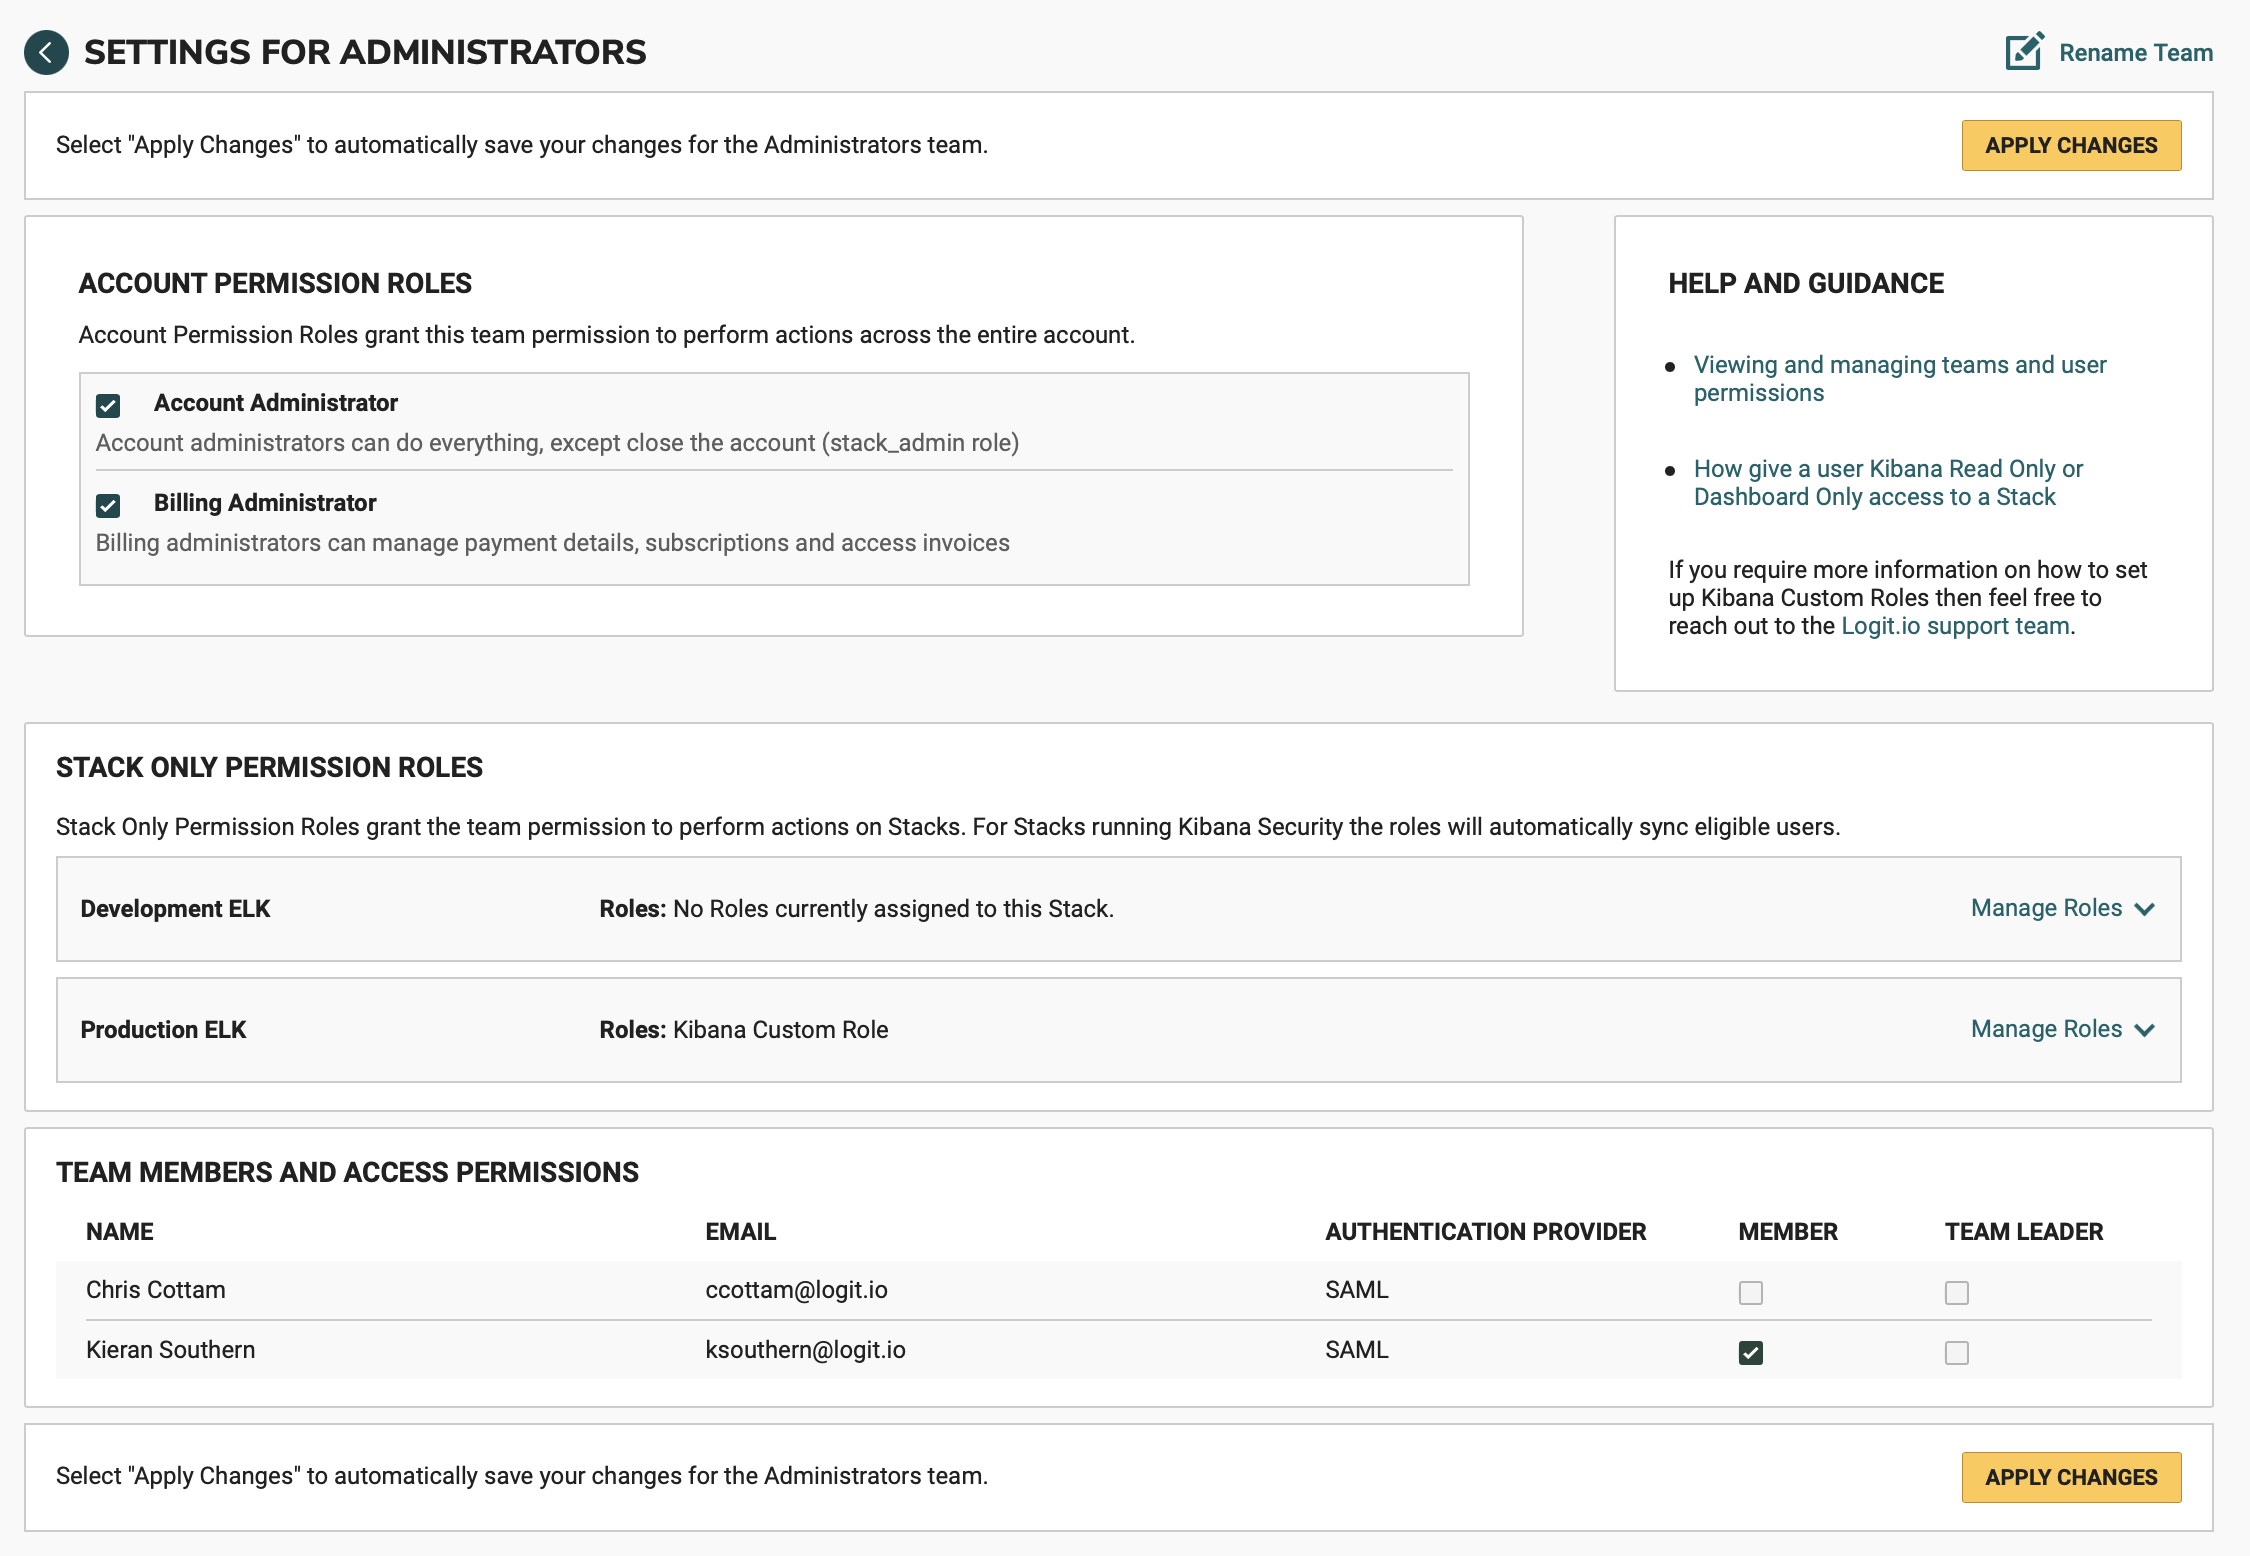 SETTINGS FOR ADMINISTRATORS
Rename Team
Select "Apply Changes" to automatically save your changes for the Administrators team.
APPLY CHANGES
ACCOUNT PERMISSION ROLES
Account Permission Roles grant this team permission to perform actions across the entire account.
Account Administrator
Account administrators can do everything, except close the account (stack_admin role)
Billing Administrator
Billing administrators can manage payment details, subscriptions and access invoices
HELP AND GUIDANCE
Viewing and managing teams and user
permissions
How give a user Kibana Read Only or
Dashboard Only access to a Stack
If you require more information on how to set
up Kibana Custom Roles then feel free to
reach out to the Logit.io support team.
STACK ONLY PERMISSION ROLES
Stack Only Permission Roles grant the team permission to perform actions on Stacks. For Stacks running Kibana Security the roles will automatically sync eligible users.
Development ELK Roles: No Roles currently assigned to this Stack. Manage Roles
Production ELK Roles: Kibana Custom Role Manage Roles
TEAM MEMBERS AND ACCESS PERMISSIONS
NAME EMAIL AUTHENTICATION PROVIDER MEMBER TEAM LEADER
Chris Cottam ccottam@logit.io SAML
Kieran Southern ksouthern@logit.io SAML
Select "Apply Changes" to automatically save your changes for the Administrators team.
APPLY CHANGES